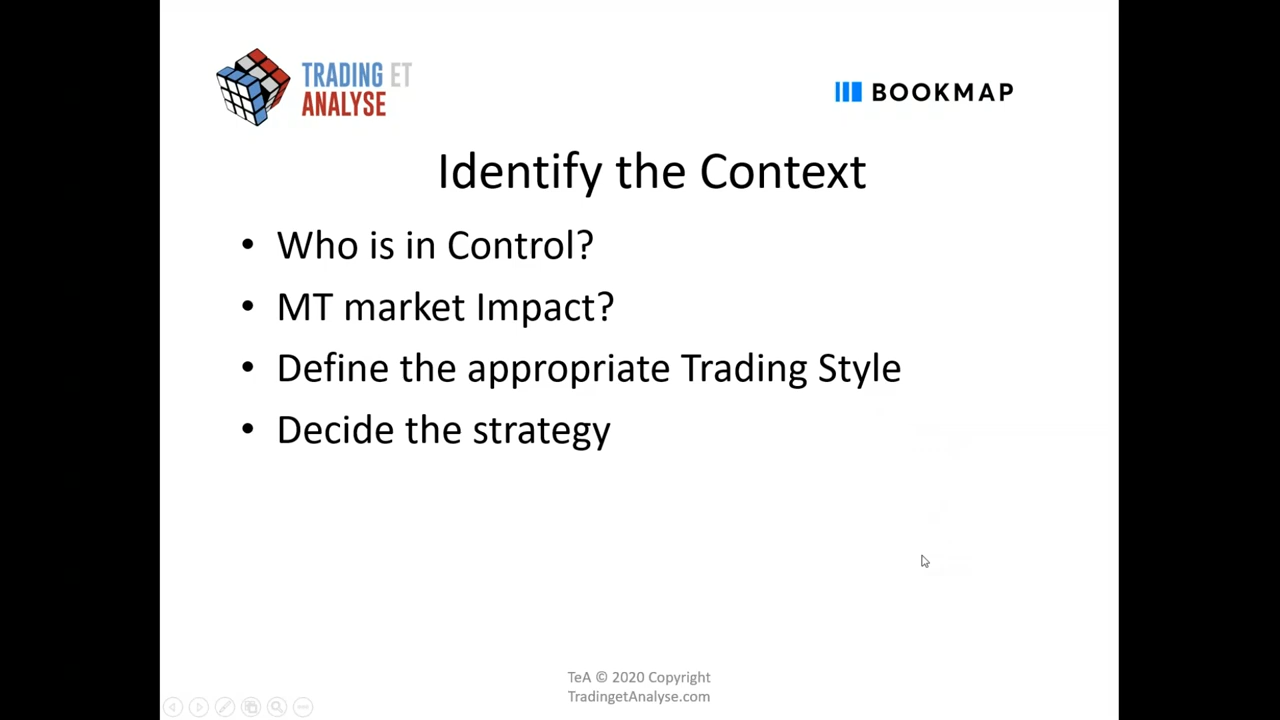 TRADING ET
ANALYSE
BOOKMAP
Identify the Context
• Who is in Control?
• MT market Impact?
• Define the appropriate Trading Style
• Decide the strategy
TeA © 2020 Copyright
TradingetAnalyse.com